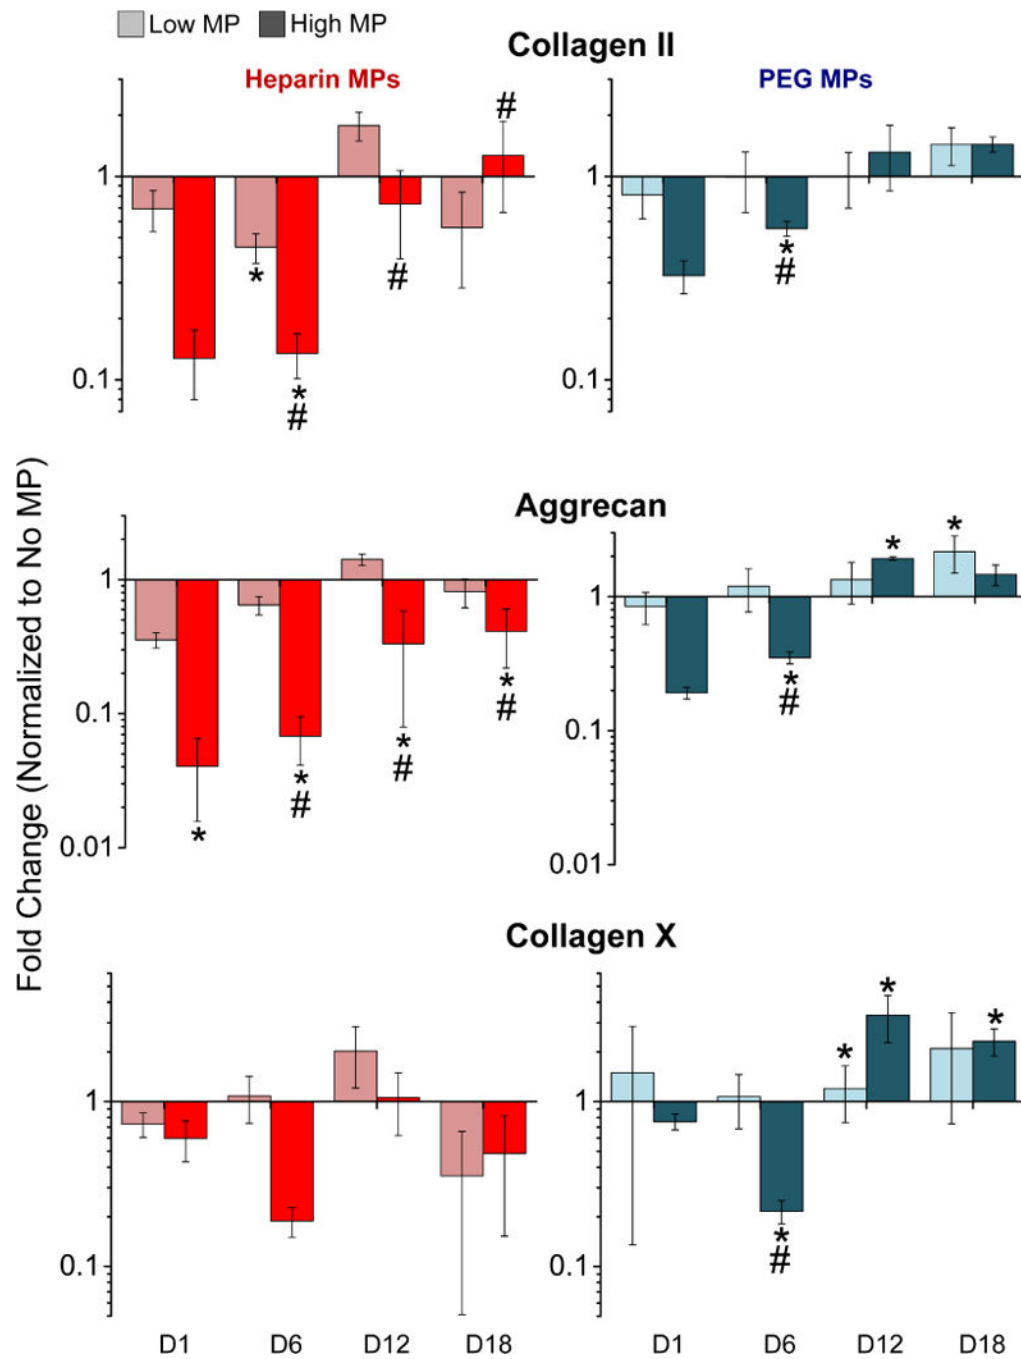 Low MP High MP
Collagen II
Heparin MPs PEG MPs
#
1 1
* # *
#
0.1 0.1
*
#
Fold Change (Normalized to No MP)
Aggrecan
* *
1 1
* *
# #
0.1 0.1
* *
# #
*
0.01 0.01
Collagen X
* * *
1 1
*
#
0.1 0.1
D1 D6 D12 D18 D1 D6 D12 D18